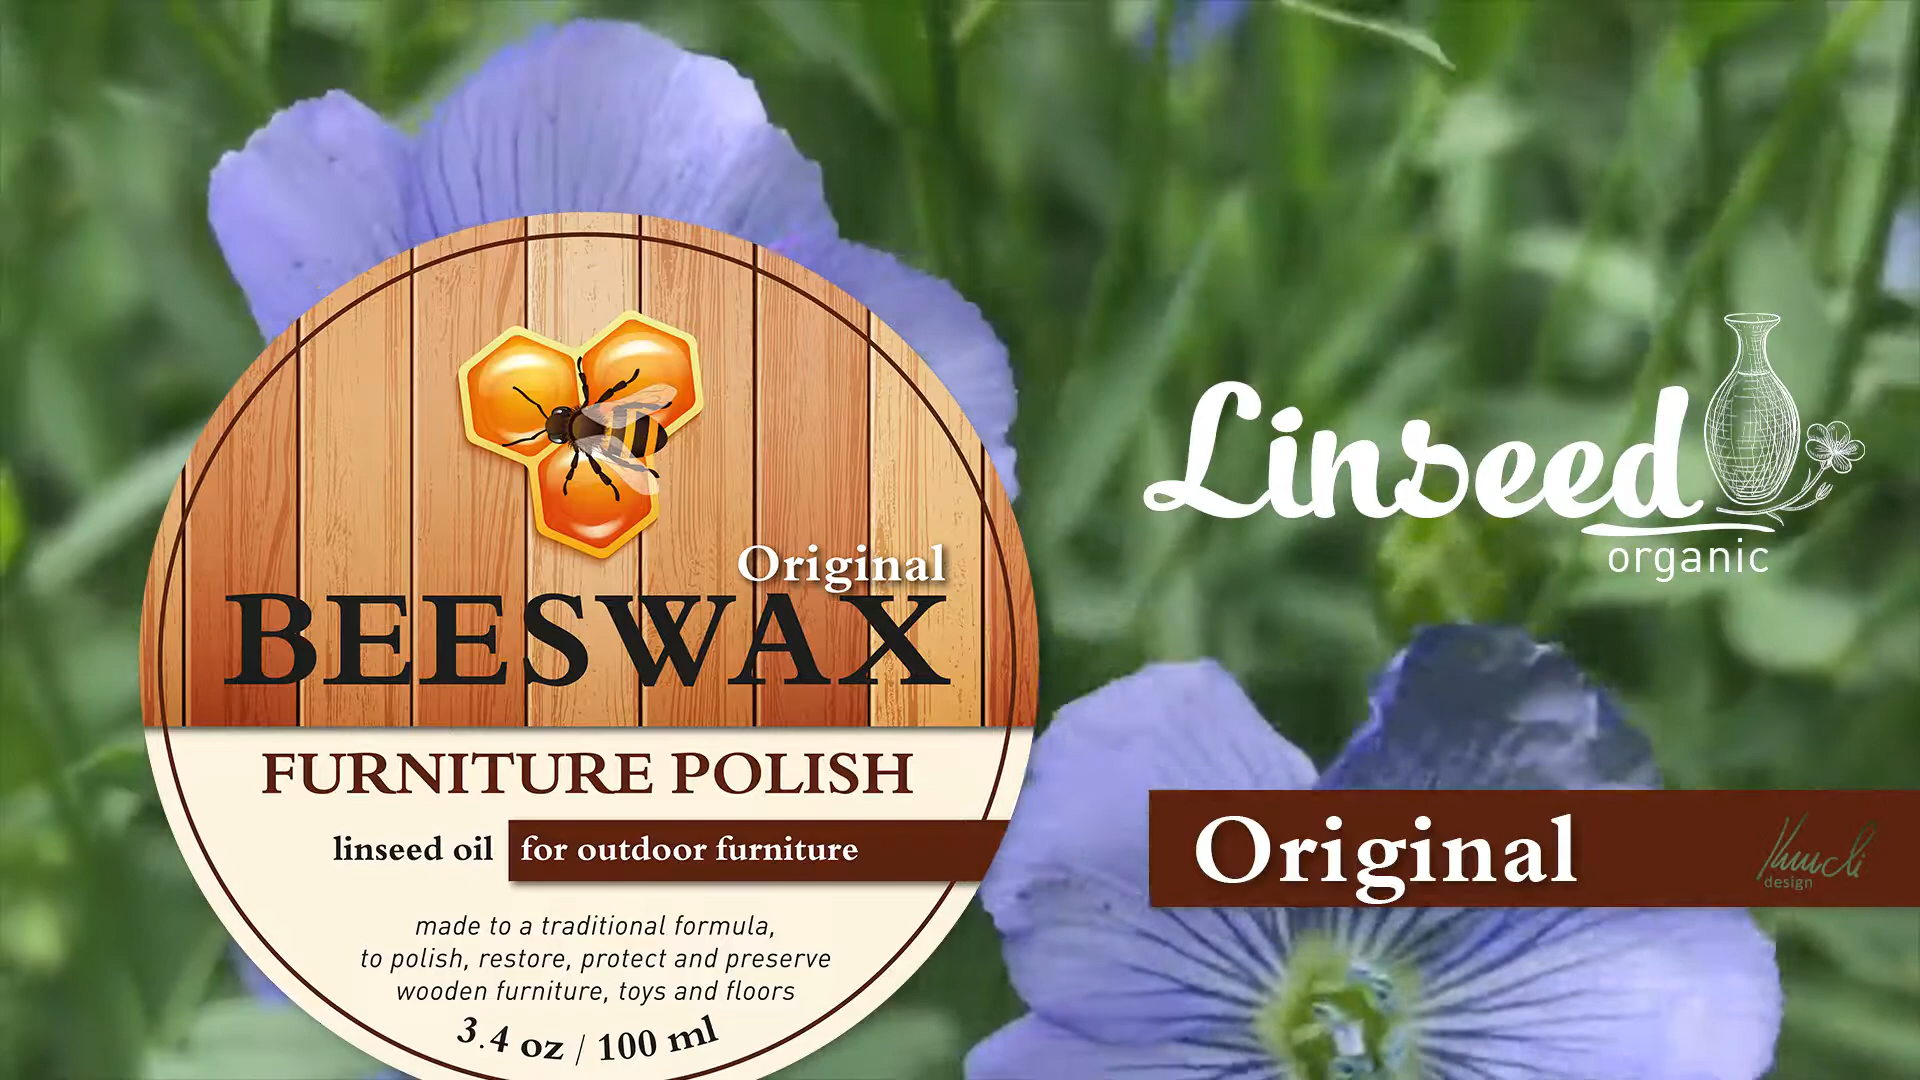 Original
BEESWAX
FURNITURE POLISH
linseed oil for outdoor furniture
made to a traditional formula,
to polish, restore, protect and preserve
wooden furniture, toys and floors
3.4 oz / 100 ml
Linseed
organic
Original
design